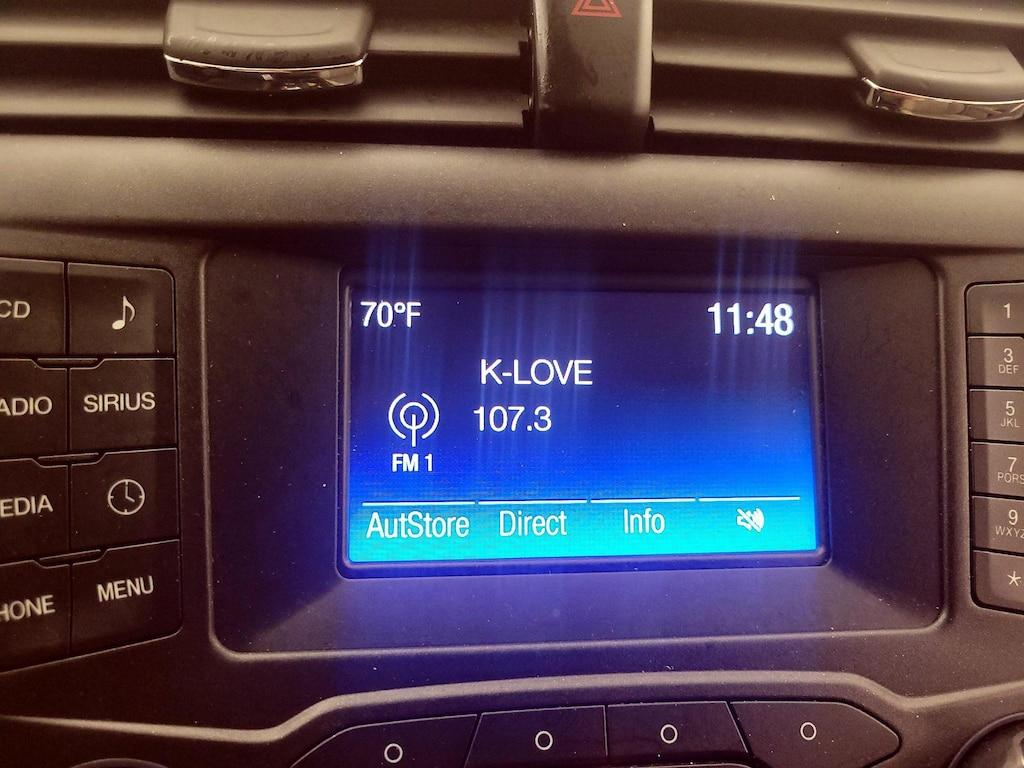 70°F
11:48
K-LOVE
107.3
FM 1
AutStore Direct Info
CD
ADIO
SIRIUS
EDIA
HONE
MENU
1
3
DEF
5
JKL
7
PQRS
9
WXYZ
*